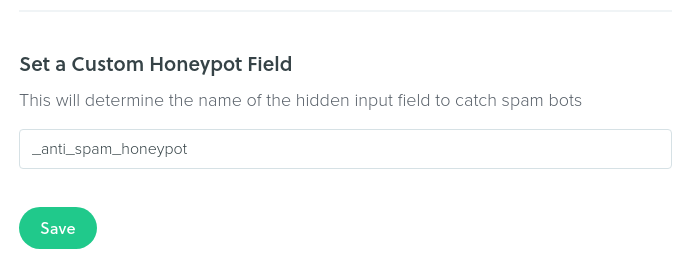 Set a Custom Honeypot Field
This will determine the name of the hidden input field to catch spam bots
_anti_spam_honeypot
Save